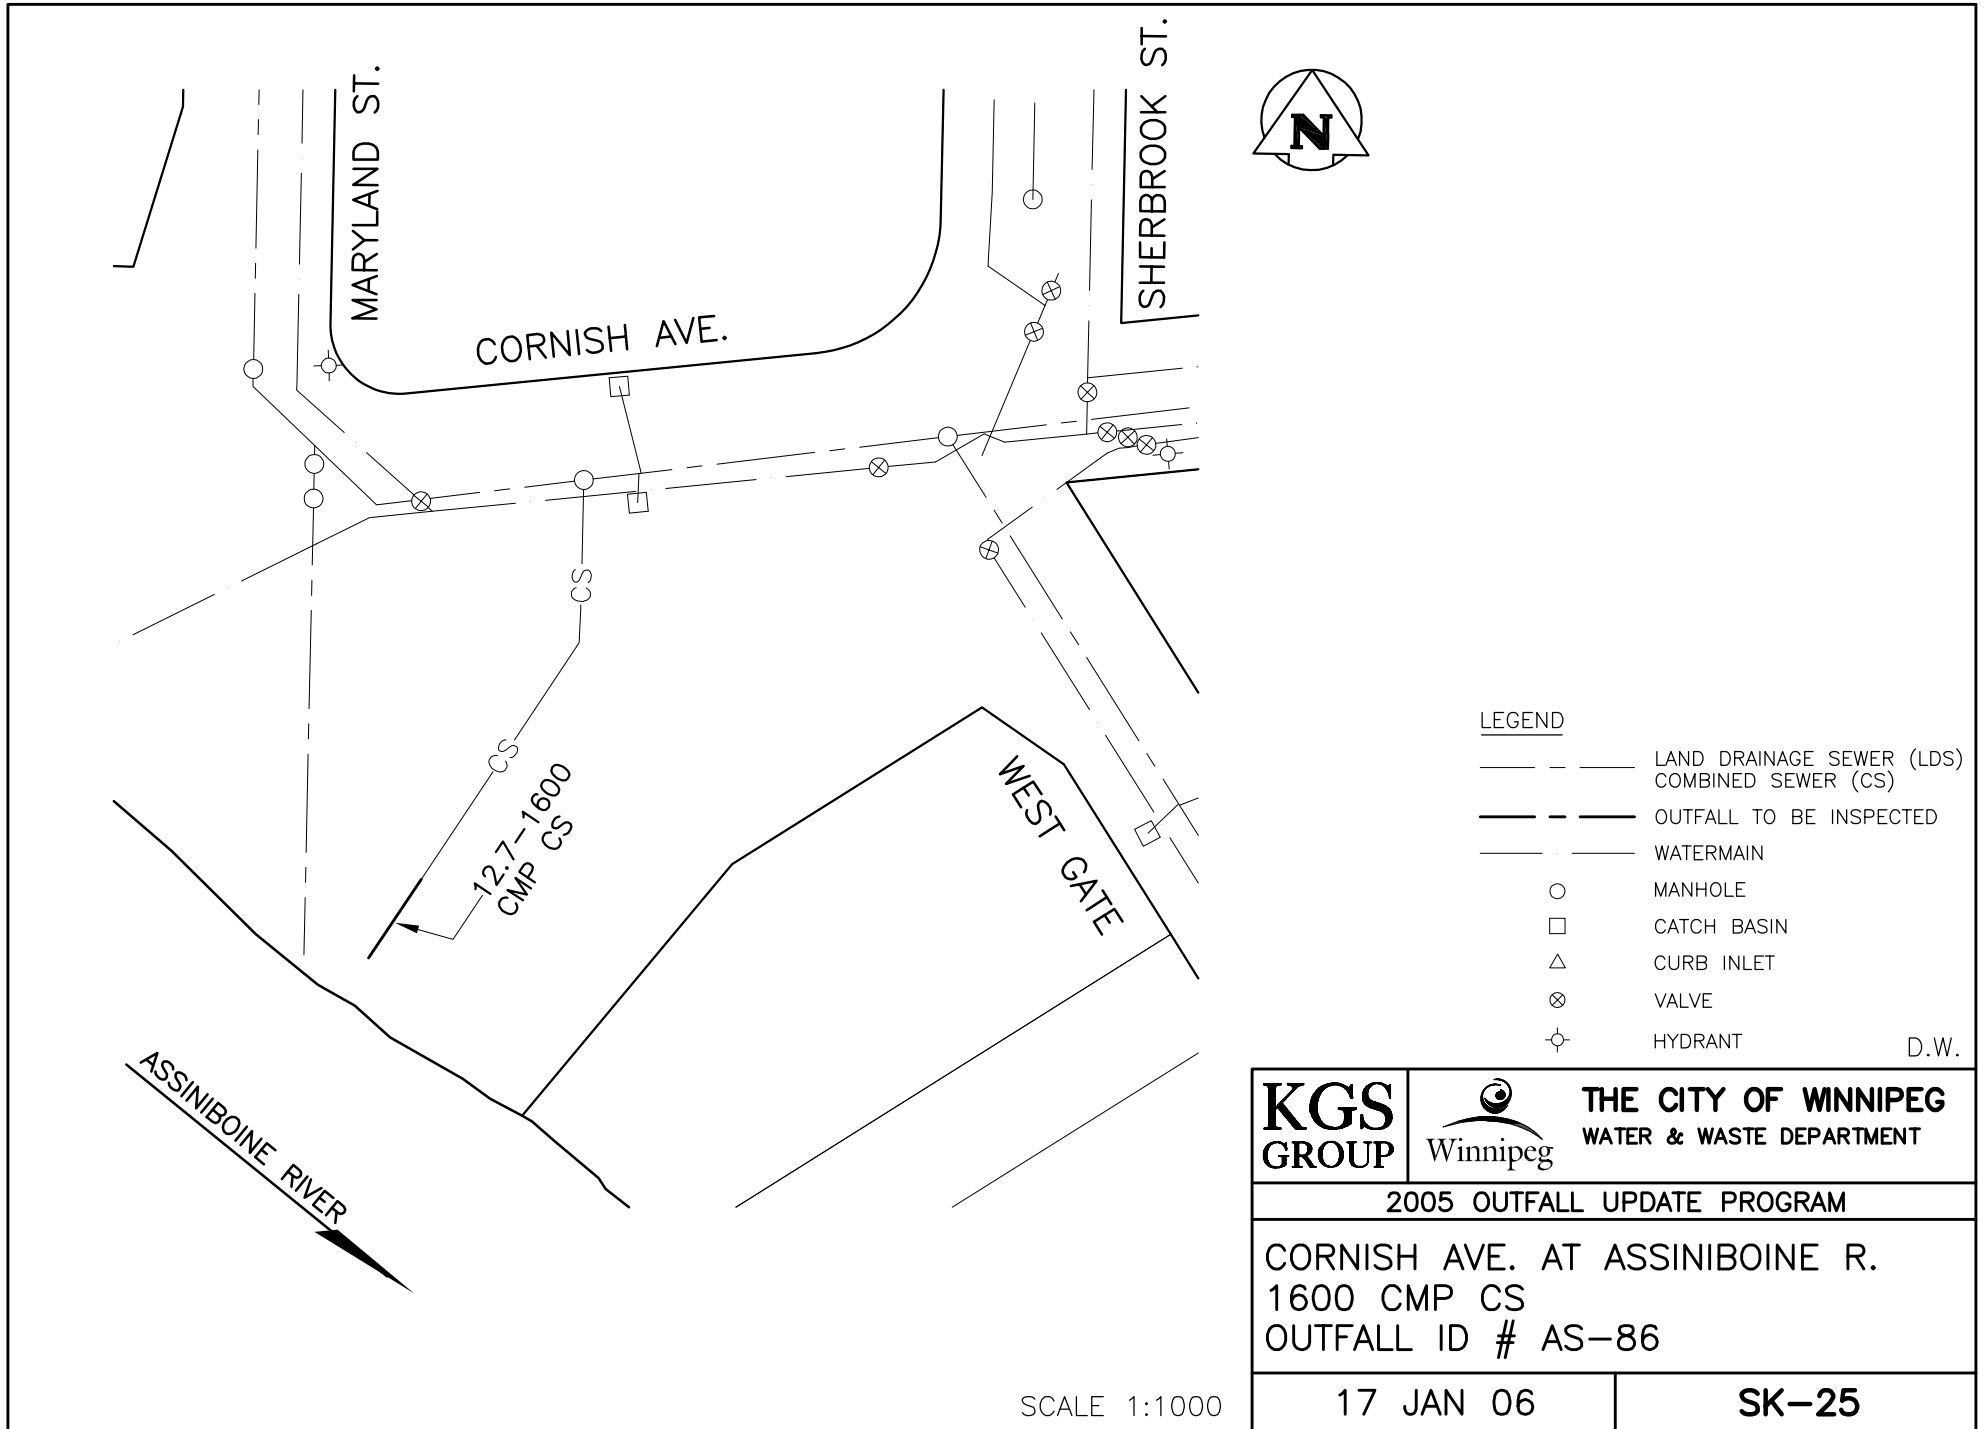 MARYLAND ST.
SHERBROOK ST.
N
CORNISH AVE.
CS
CS
12.7-1600
CMP CS
WEST GATE
ASSINIBOINE RIVER
LEGEND
LAND DRAINAGE SEWER (LDS)
COMBINED SEWER (CS)
OUTFALL TO BE INSPECTED
WATERMAIN
MANHOLE
CATCH BASIN
CURB INLET
VALVE
HYDRANT
D.W.
KGS
GROUP
Winnipeg
THE CITY OF WINNIPEG
WATER & WASTE DEPARTMENT
2005 OUTFALL UPDATE PROGRAM
CORNISH AVE. AT ASSINIBOINE R.
1600 CMP CS
OUTFALL ID # AS-86
SCALE 1:1000
17 JAN 06
SK-25